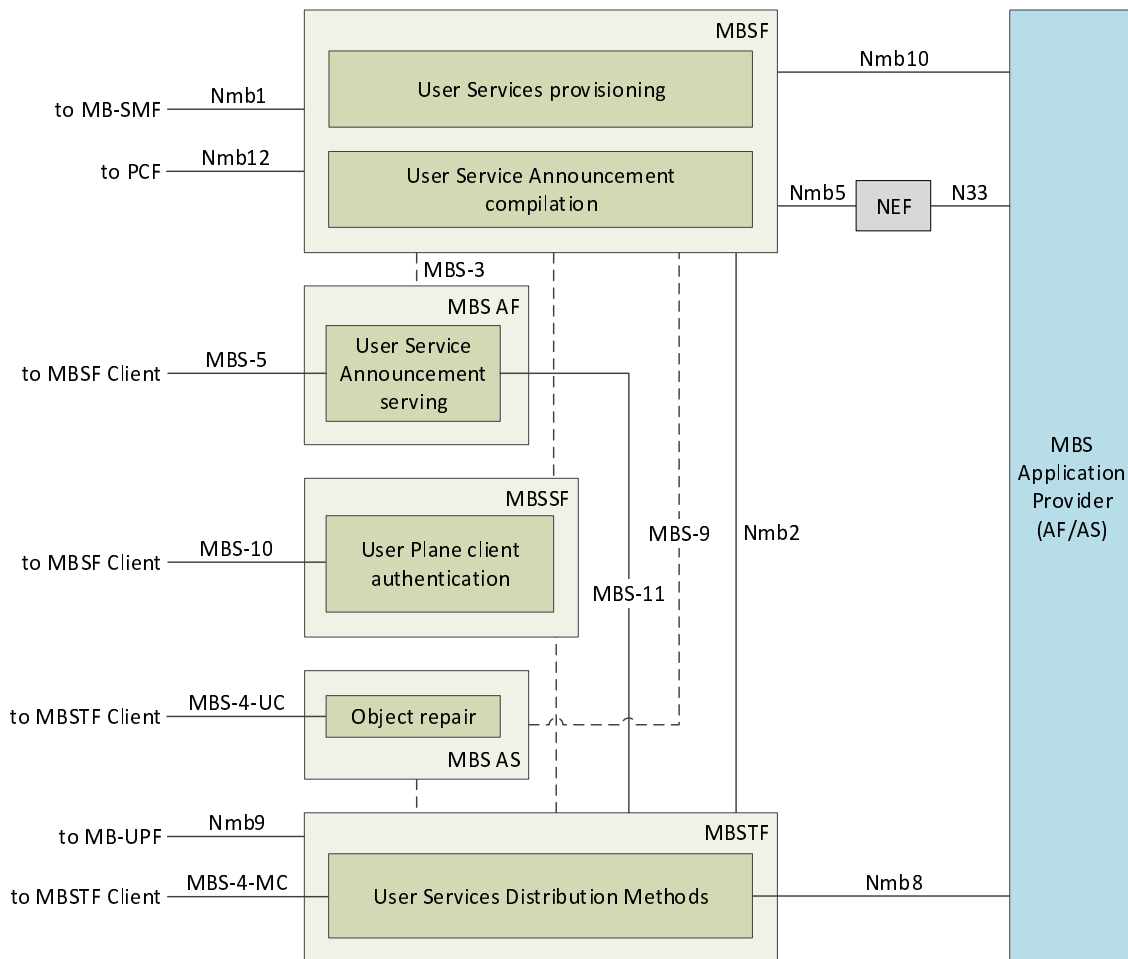 MBSF
User Services provisioning
Nmb10
to MB-SMF
Nmb1
to PCF
Nmb12
User Service Announcement
compilation
Nmb5
NEF
N33
MBS-3
MBS AF
to MBSF Client
MBS-5
User Service
Announcement
serving
MBS
Application
Provider
(AF/AS)
MBSSF
to MBSF Client
MBS-10
User Plane client
authentication
MBS-9
Nmb2
MBS-11
to MBSTF Client
MBS-4-UC
Object repair
MBS AS
to MB-UPF
Nmb9
MBSTF
to MBSTF Client
MBS-4-MC
User Services Distribution Methods
Nmb8